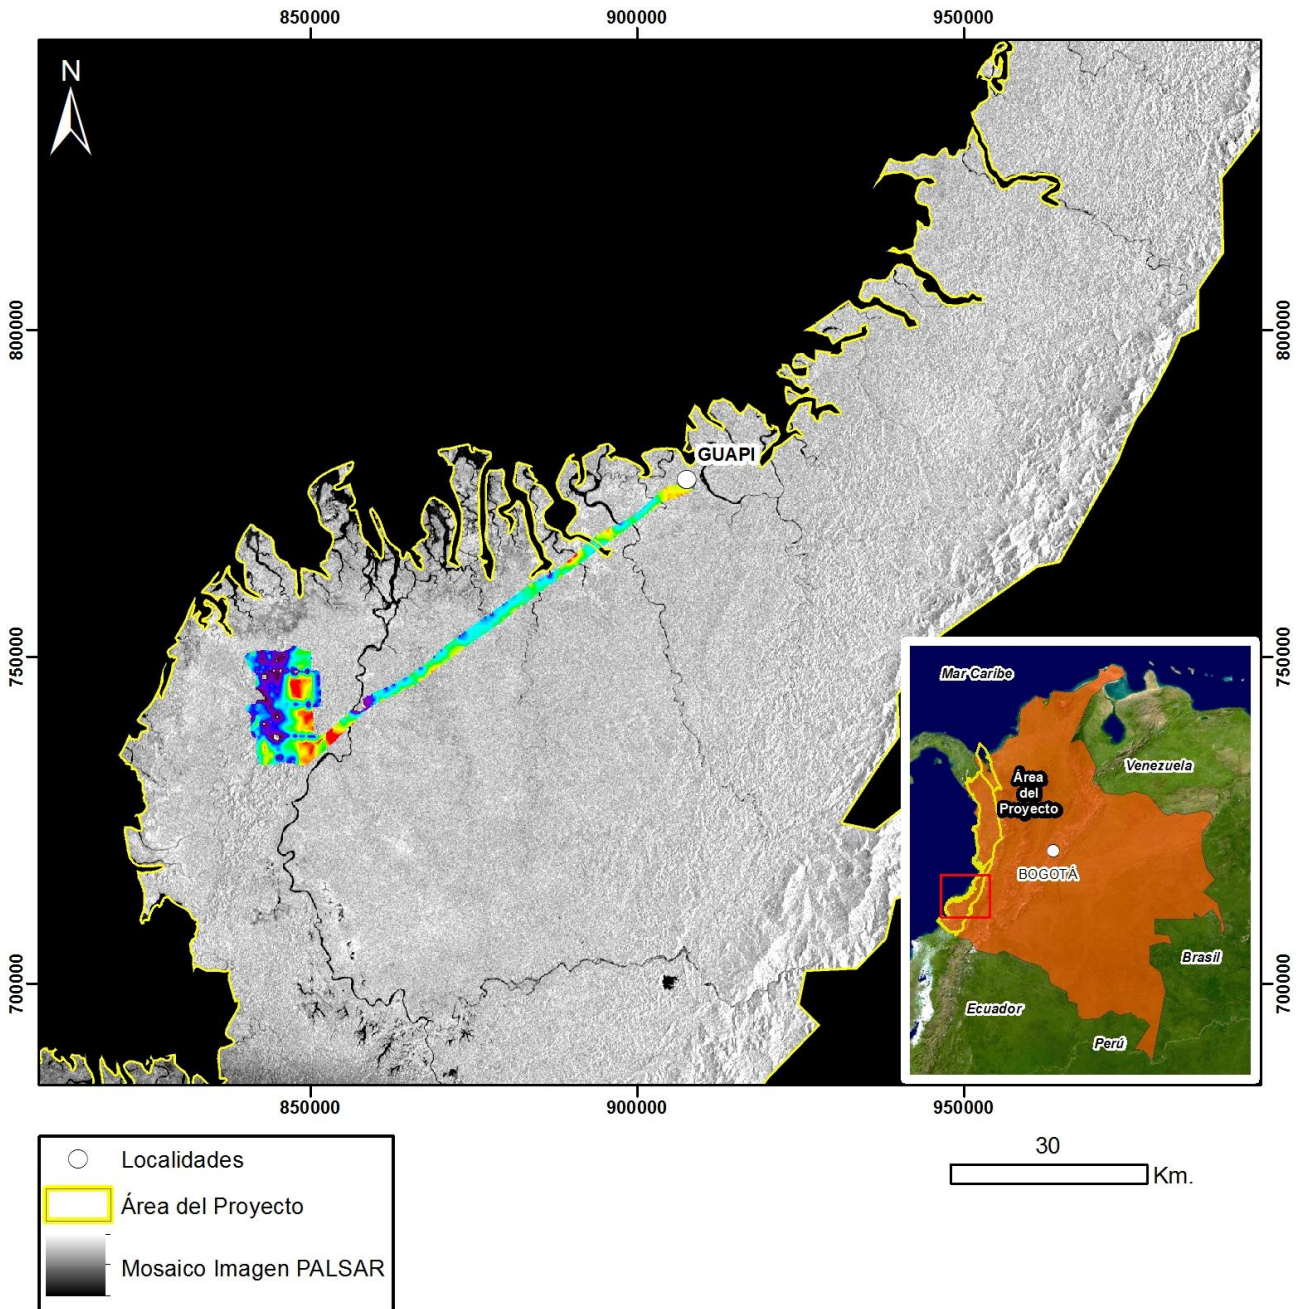 850000
900000
950000
N
800000
800000
GUAPI
750000
750000
Mar Caribe
Venezuela
Área
del
Proyecto
BOGOTÁ
Brasil
Ecuador
Perú
700000
700000
850000
900000
950000
30
Km.
Localidades
Área del Proyecto
Mosaico Imagen PALSAR